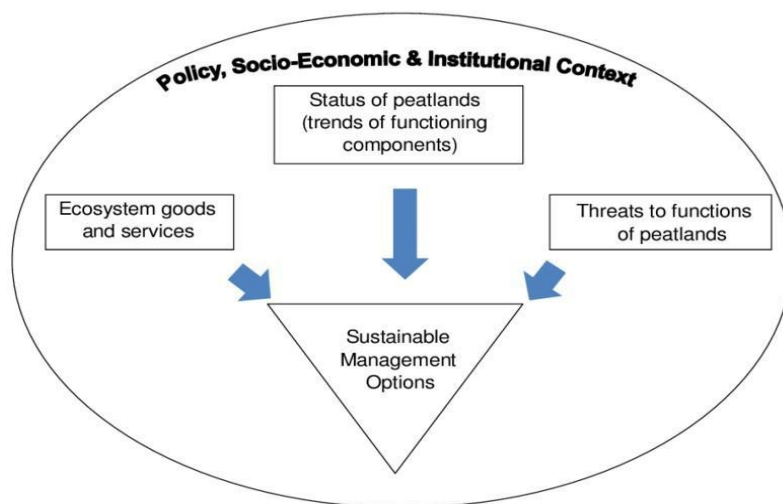 Policy, Socio-Economic & Institutional Context
Status of peatlands
(trends of functioning
components)
Ecosystem goods
and services
Threats to functions
of peatlands
Sustainable
Management
Options